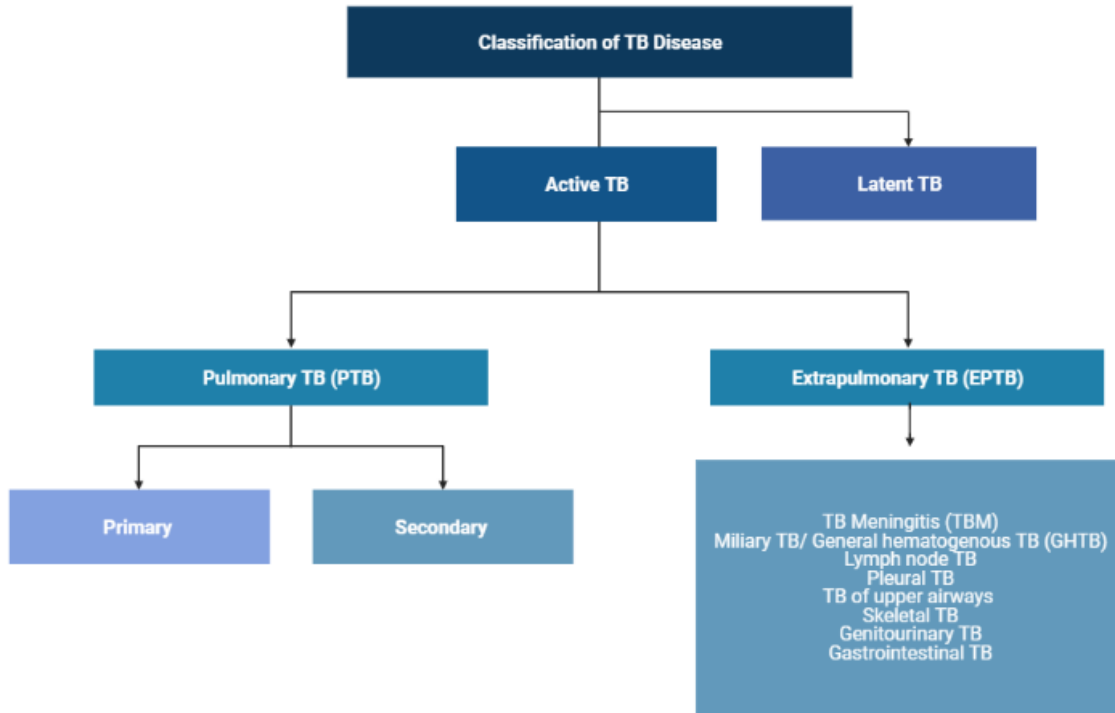 Classification of TB Disease
Active TB
Latent TB
Pulmonary TB (PTB)
Extrapulmonary TB (EPTB)
Primary
Secondary
TB Meningitis (TBM)
Miliary TB/ General hematogenous TB (GHTB)
Lymph node TB
Pleural TB
TB of upper airways
Skeletal TB
Genitourinary TB
Gastrointestinal TB